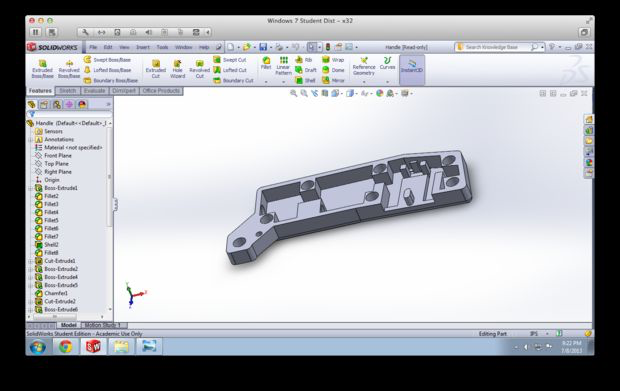 Windows 7 Student Dist - x32
SOLIDWORKS File Edit View Insert Tools Window Help Handle [Read-only] Search Knowledge Base
Extruded Boss/Base
Revolved Boss/Base
Swept Boss/Base
Lofted Boss/Base
Boundary Boss/Base
Extruded Cut
Hole Wizard
Revolved Cut
Swept Cut
Lofted Cut
Boundary Cut
Fillet
Linear Pattern
Rib
Draft
Shell
Wrap
Dome
Mirror
Reference Geometry
Curves
Instant3D
Features Sketch Evaluate DimXpert Office Products
Handle (Default<<Default>_D
Sensors
Annotations
Material <not specified>
Front Plane
Top Plane
Right Plane
Origin
Boss-Extrude1
Fillet2
Fillet3
Fillet4
Fillet5
Fillet6
Fillet7
Shell2
Fillet8
Cut-Extrude1
Boss-Extrude2
Boss-Extrude4
Boss-Extrude5
Chamfer1
Cut-Extrude2
Boss-Extrude6
Model Motion Study 1
SolidWorks Student Edition - Academic Use Only Editing Part IPS
9:22 PM
7/8/2013